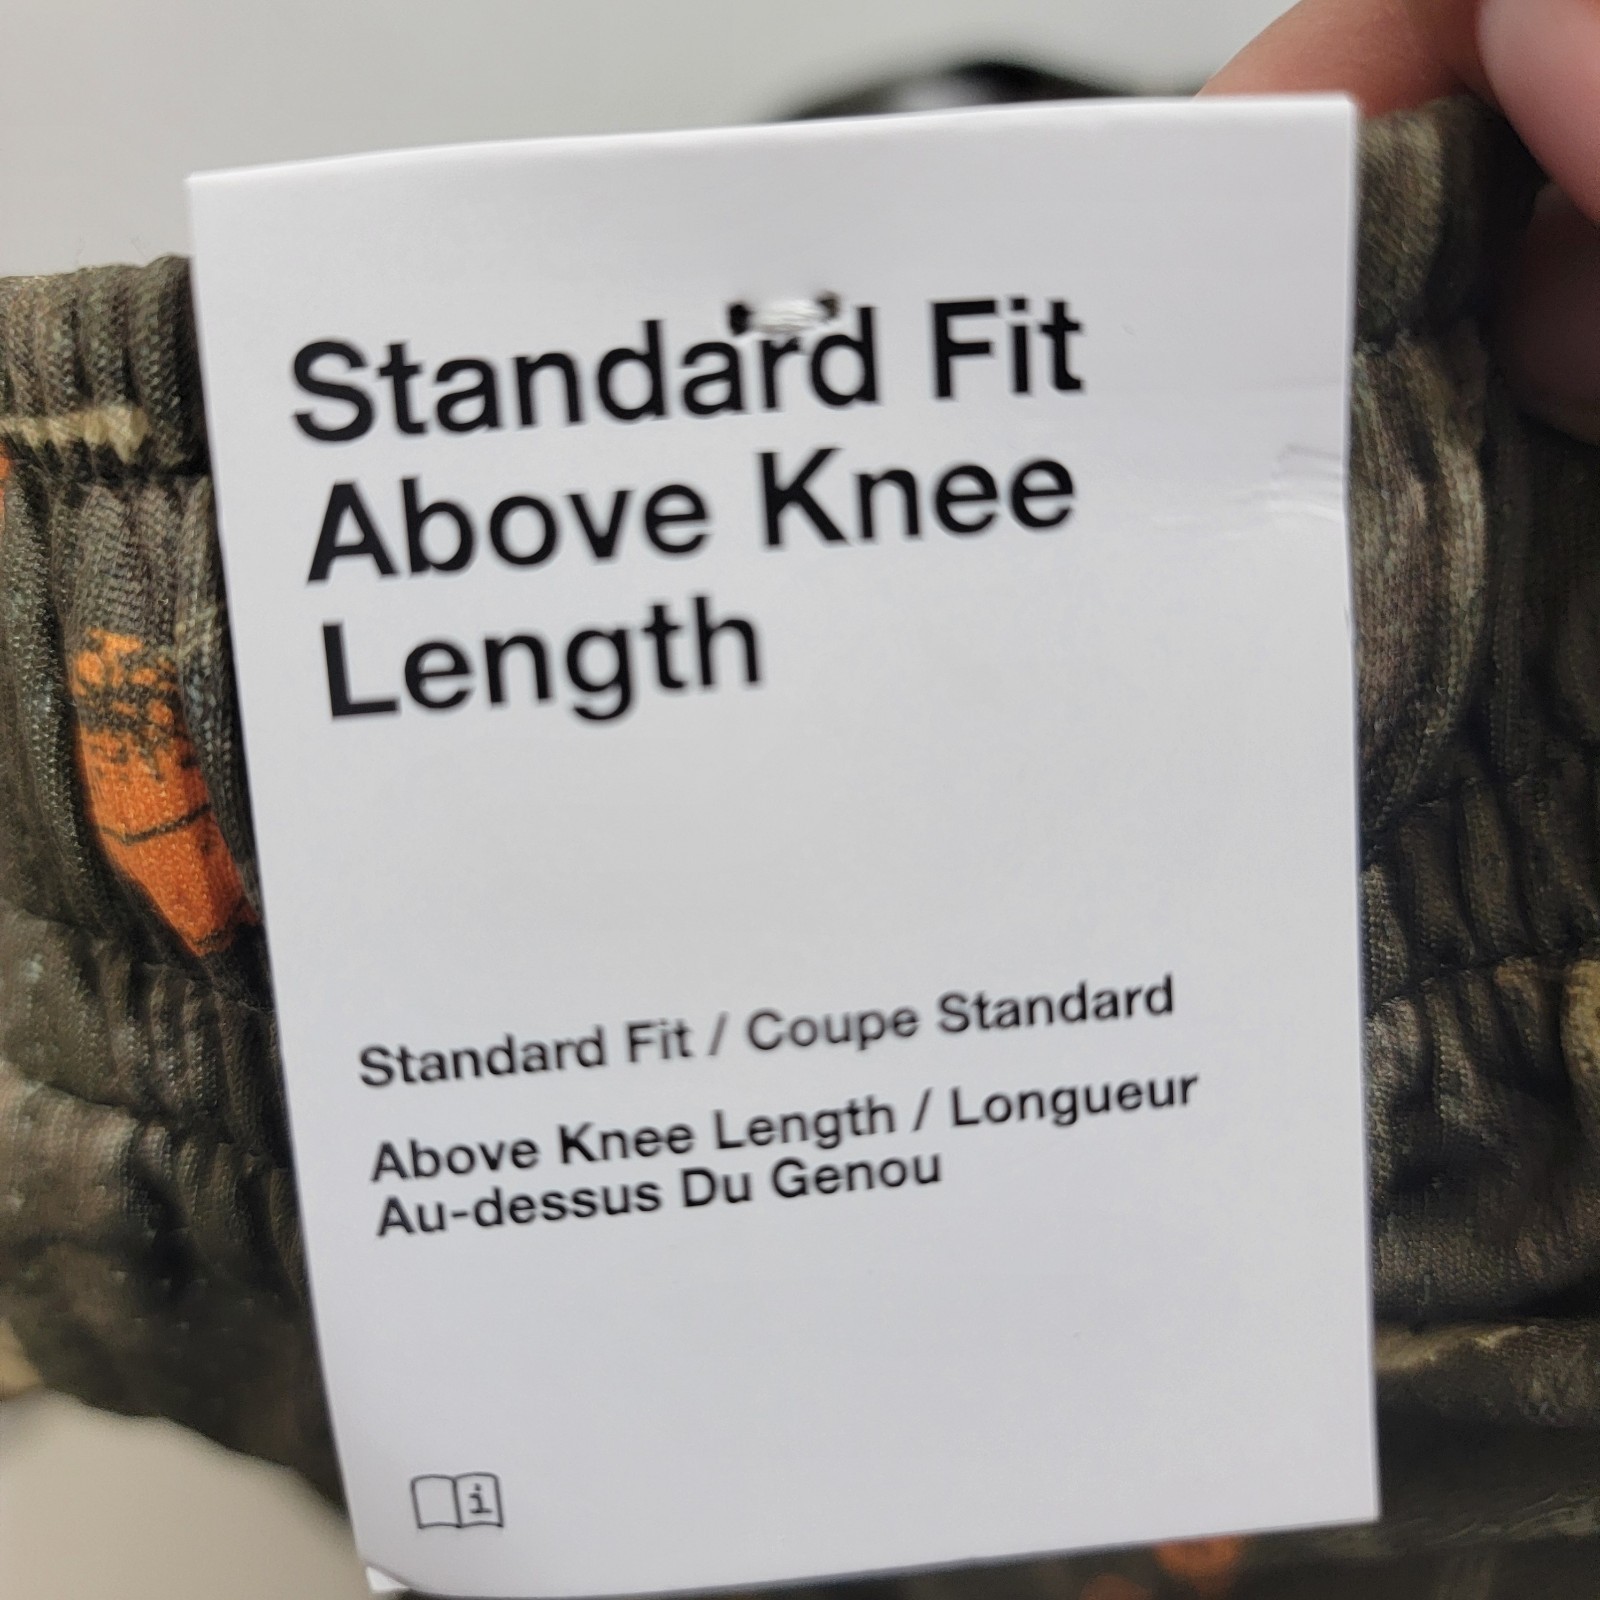 Standard Fit
Above Knee
Length
Standard Fit / Coupe Standard
Above Knee Length / Longueur
Au-dessus Du Genou
i